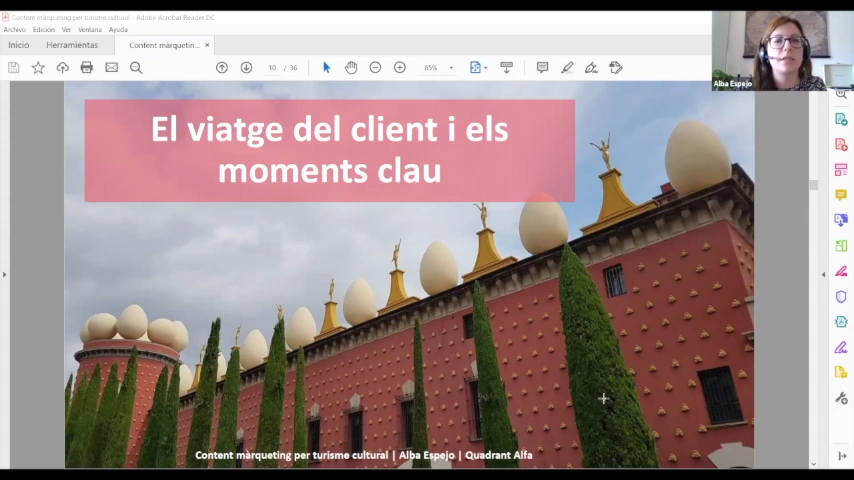 Content màrqueting per turisme cultural - Adobe Acrobat Reader DC
Archivo Edición Ver Ventana Ayuda
Inicio Herramientas Content màrquetin... ×
10 / 36 85%
Alba Espejo
El viatge del client i els
moments clau
Content màrqueting per turisme cultural | Alba Espejo | Quadrant Alfa